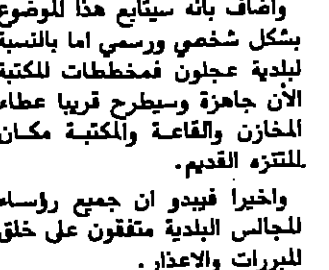 واضاف بانه سيتابع هذا الموضوع
بشكل شخصي ورسمي اما بالنسبة
لبلدية عجلون فمخططات المكتبة
الأن جاهزة وسيطرح قريبا عطاء
المخازن والقاعة والمكتبة مكان
المتنزه القديم.
واخيرا فيبدو ان جميع رؤساء
المجالس البلدية متفقون على خلق
المبررات والاعذار.